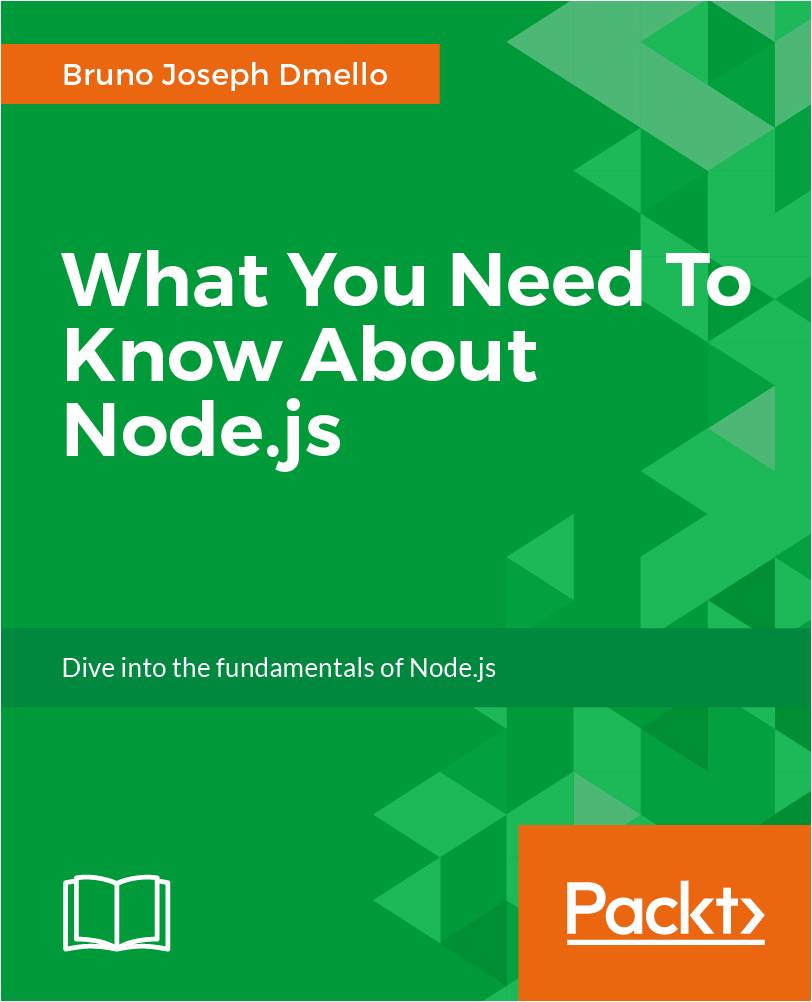 Bruno Joseph Dmello
What You Need To
Know About
Node.js
Dive into the fundamentals of Node.js
Packt